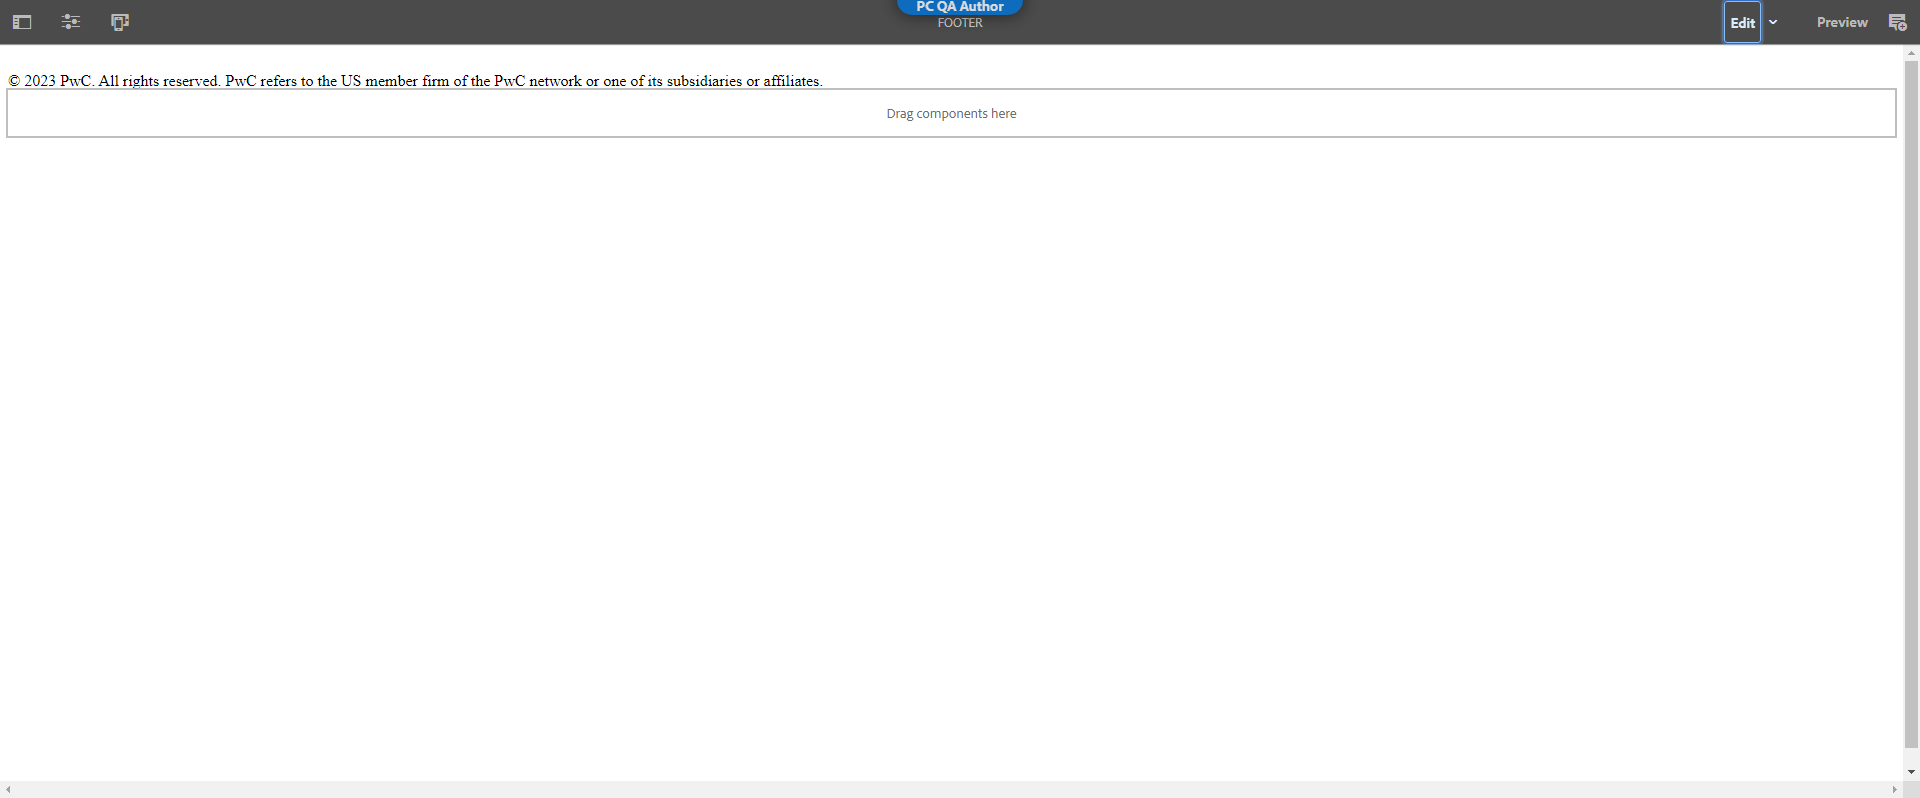 PC QA Author
FOOTER
Edit
Preview
© 2023 PwC. All rights reserved. PwC refers to the US member firm of the PwC network or one of its subsidiaries or affiliates.
Drag components here